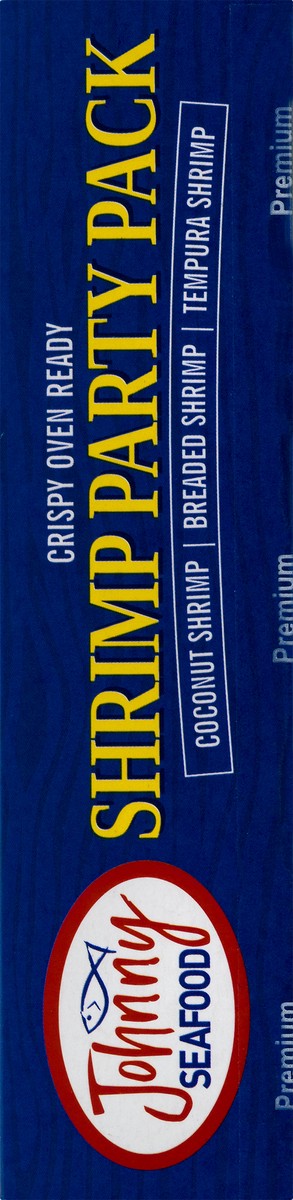 Johnny
SEAFOOD
CRISPY OVEN READY
SHRIMP PARTY PACK
COCONUT SHRIMP | BREADED SHRIMP | TEMPURA SHRIMP
Premium Premium Premium